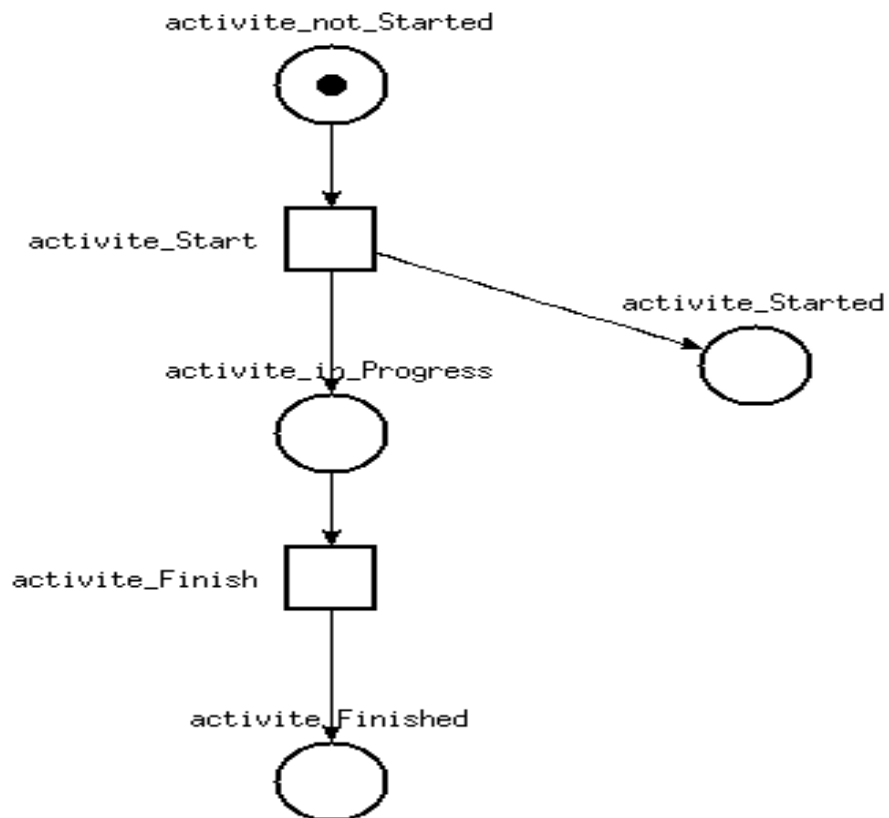 activite_not_Started
activite_Start
activite_Started
activite_in_Progress
activite_Finish
activite_Finished